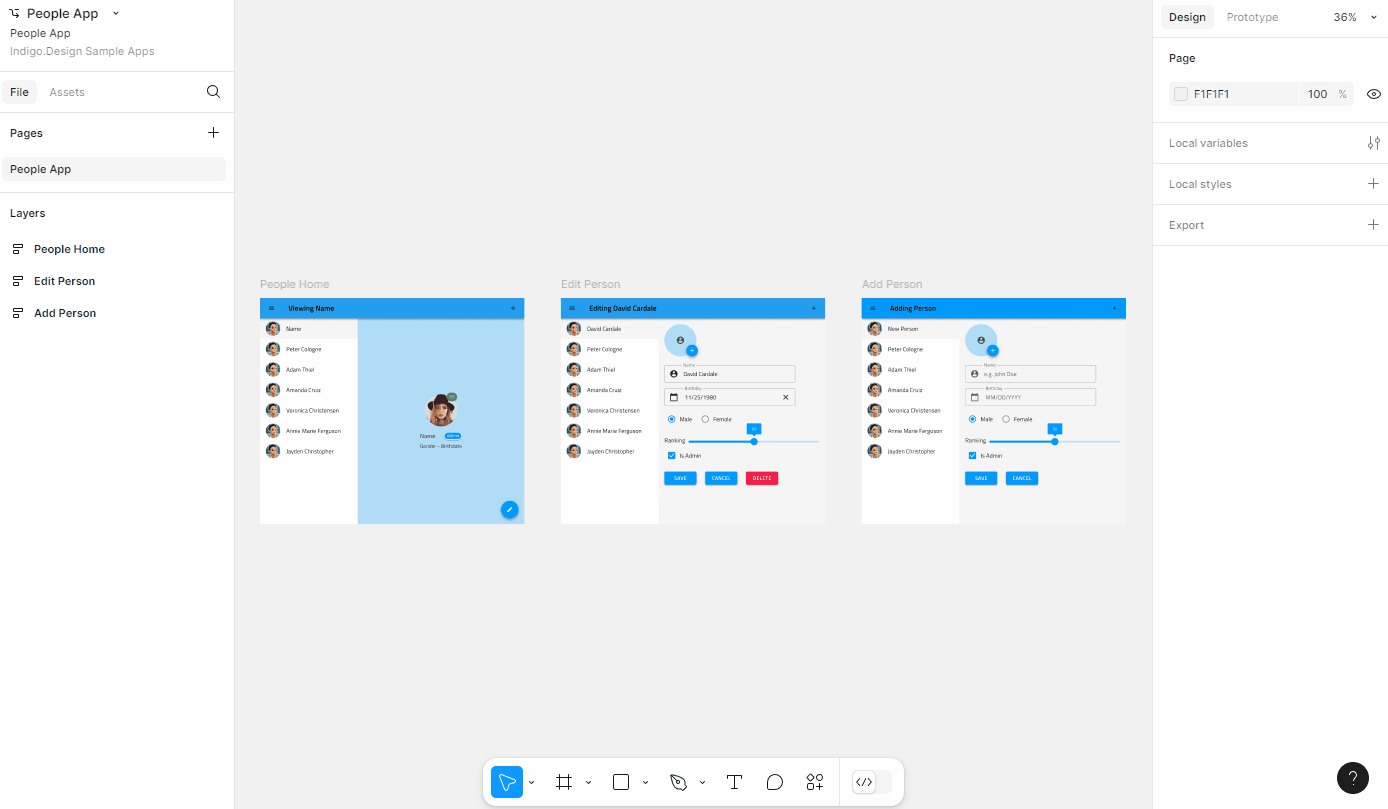 People App
People App
Indigo.Design Sample Apps
File Assets
Pages
People App
Layers
People Home
Edit Person
Add Person
People Home
Viewing Name
Name
Peter Cologne
Adam Thiel
Amanda Cruiz
Veronica Christensen
Annie Marie Ferguson
Jayden Christopher
Name
Gender - Birthdate
Edit Person
Editing David Cardale
David Cardale
Peter Cologne
Adam Thiel
Amanda Cruiz
Veronica Christensen
Annie Marie Ferguson
Jayden Christopher
Name
David Cardale
Birthday
11/25/1980
Male Female
Ranking
Is Admin
SAVE CANCEL DELETE
Add Person
Adding Person
New Person
Peter Cologne
Adam Thiel
Amanda Cruiz
Veronica Christensen
Annie Marie Ferguson
Jayden Christopher
Name
e.g. John Doe
Birthday
MM/DD/YYYY
Male Female
Ranking
Is Admin
SAVE CANCEL
Design Prototype 36%
Page
F1F1F1 100 %
Local variables
Local styles
Export